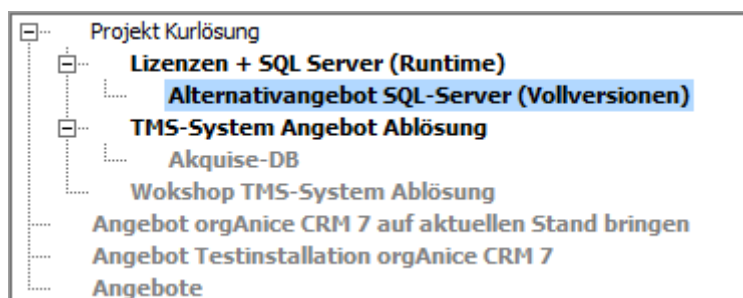 Projekt Kurlösung
Lizenzen + SQL Server (Runtime)
Alternativangebot SQL-Server (Vollversionen)
TMS-System Angebot Ablösung
Akquise-DB
Wokshop TMS-System Ablösung
Angebot orgAnice CRM 7 auf aktuellen Stand bringen
Angebot Testinstallation orgAnice CRM 7
Angebote